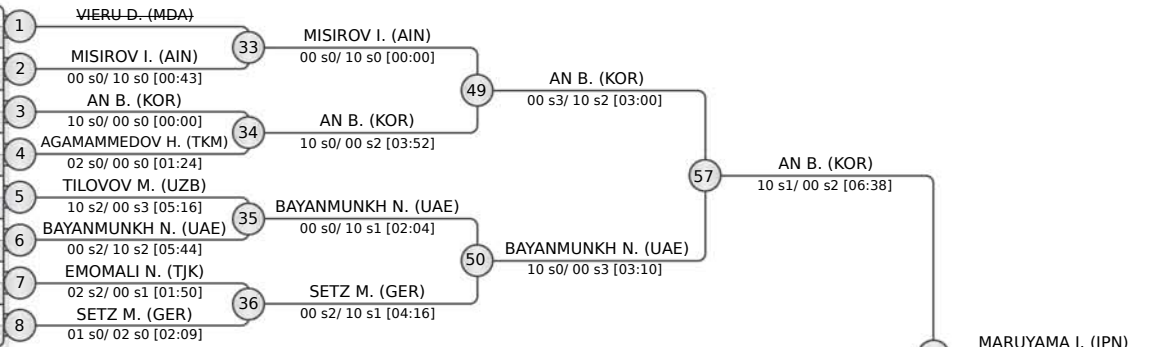 1
VIERU D. (MDA)
33
MISIROV I. (AIN)
00 s0/ 10 s0 [00:00]
2
MISIROV I. (AIN)
00 s0/ 10 s0 [00:43]
49
AN B. (KOR)
00 s3/ 10 s2 [03:00]
3
AN B. (KOR)
10 s0/ 00 s0 [00:00]
34
AN B. (KOR)
10 s0/ 00 s2 [03:52]
4
AGAMAMMEDOV H. (TKM)
02 s0/ 00 s0 [01:24]
57
AN B. (KOR)
10 s1/ 00 s2 [06:38]
5
TILOVOV M. (UZB)
10 s2/ 00 s3 [05:16]
35
BAYANMUNKH N. (UAE)
00 s0/ 10 s1 [02:04]
6
BAYANMUNKH N. (UAE)
00 s2/ 10 s2 [05:44]
50
BAYANMUNKH N. (UAE)
10 s0/ 00 s3 [03:10]
7
EMOMALI N. (TJK)
02 s2/ 00 s1 [01:50]
36
SETZ M. (GER)
00 s2/ 10 s1 [04:16]
8
SETZ M. (GER)
01 s0/ 02 s0 [02:09]
MARUYAMA J. (JPN)